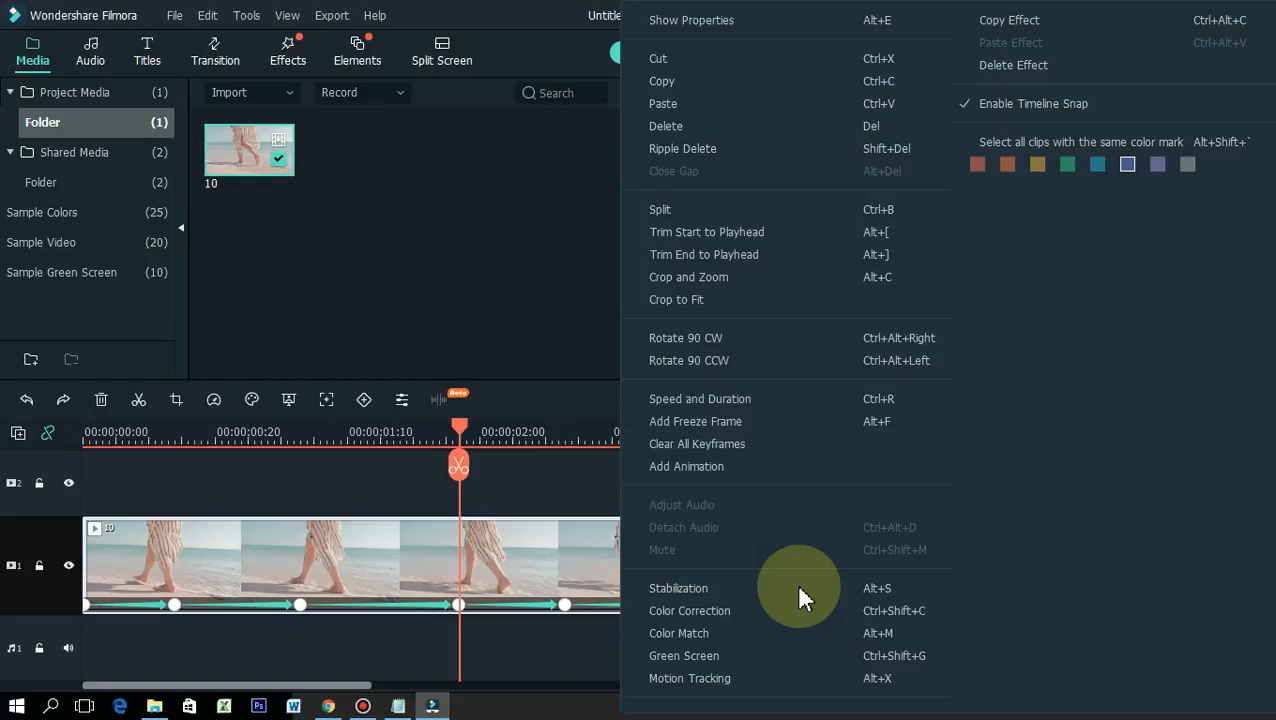 Wondershare Filmora
File
Edit
Tools
View
Export
Help
Untitle
Media
Audio
Titles
Transition
Effects
Elements
Split Screen
Project Media (1)
Folder (1)
Shared Media (2)
Folder (2)
Sample Colors (25)
Sample Video (20)
Sample Green Screen (10)
Import
Record
Search
10
Show Properties Alt+E
Cut Ctrl+X
Copy Ctrl+C
Paste Ctrl+V
Delete Del
Ripple Delete Shift+Del
Close Gap Alt+Del
Split Ctrl+B
Trim Start to Playhead Alt+[
Trim End to Playhead Alt+]
Crop and Zoom Alt+C
Crop to Fit
Rotate 90 CW Ctrl+Alt+Right
Rotate 90 CCW Ctrl+Alt+Left
Speed and Duration Ctrl+R
Add Freeze Frame Alt+F
Clear All Keyframes
Add Animation
Adjust Audio
Detach Audio Ctrl+Alt+D
Mute Ctrl+Shift+M
Stabilization Alt+S
Color Correction Ctrl+Shift+C
Color Match Alt+M
Green Screen Ctrl+Shift+G
Motion Tracking Alt+X
Copy Effect Ctrl+Alt+C
Paste Effect Ctrl+Alt+V
Delete Effect
Enable Timeline Snap
Select all clips with the same color mark Alt+Shift+`
Beta
00:00:00:00
00:00:00:20
00:00:01:10
00:00:02:00
0
2
10
1
1